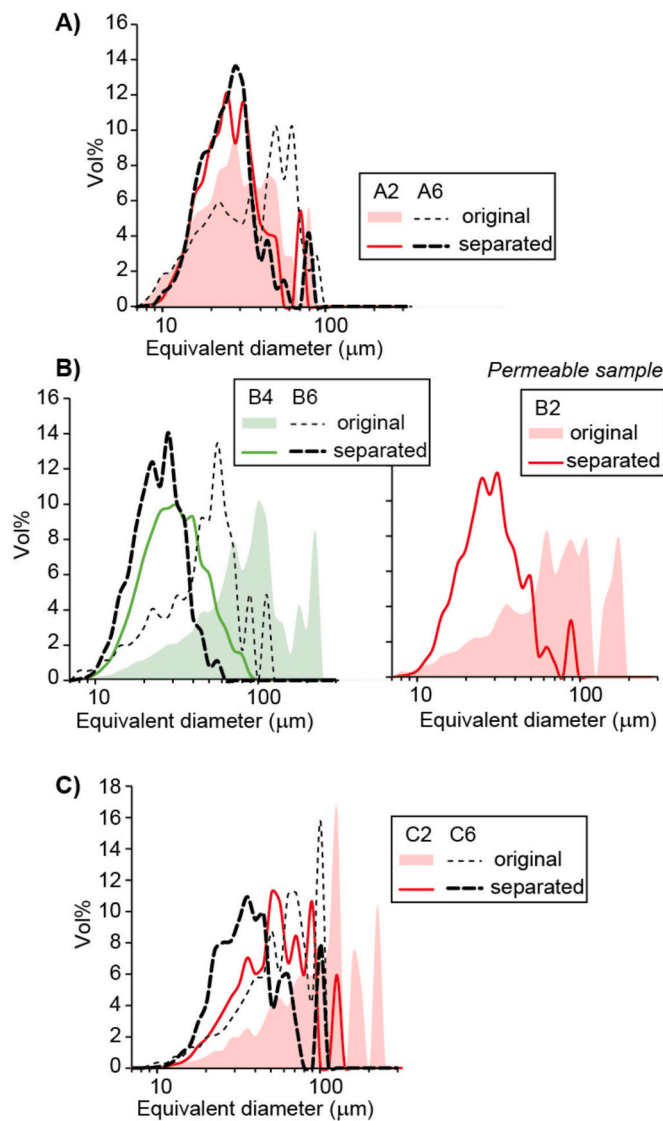 A)
16
14
12
10
8
6
4
2
0
Vol%
10
100
Equivalent diameter (μm)
A2 A6
original
separated
B)
Permeable sample
16
14
12
10
8
6
4
2
0
Vol%
10
100
Equivalent diameter (μm)
B4 B6
original
separated
B2
original
separated
10
100
Equivalent diameter (μm)
C)
18
16
14
12
10
8
6
4
2
0
Vol%
10
100
Equivalent diameter (μm)
C2 C6
original
separated